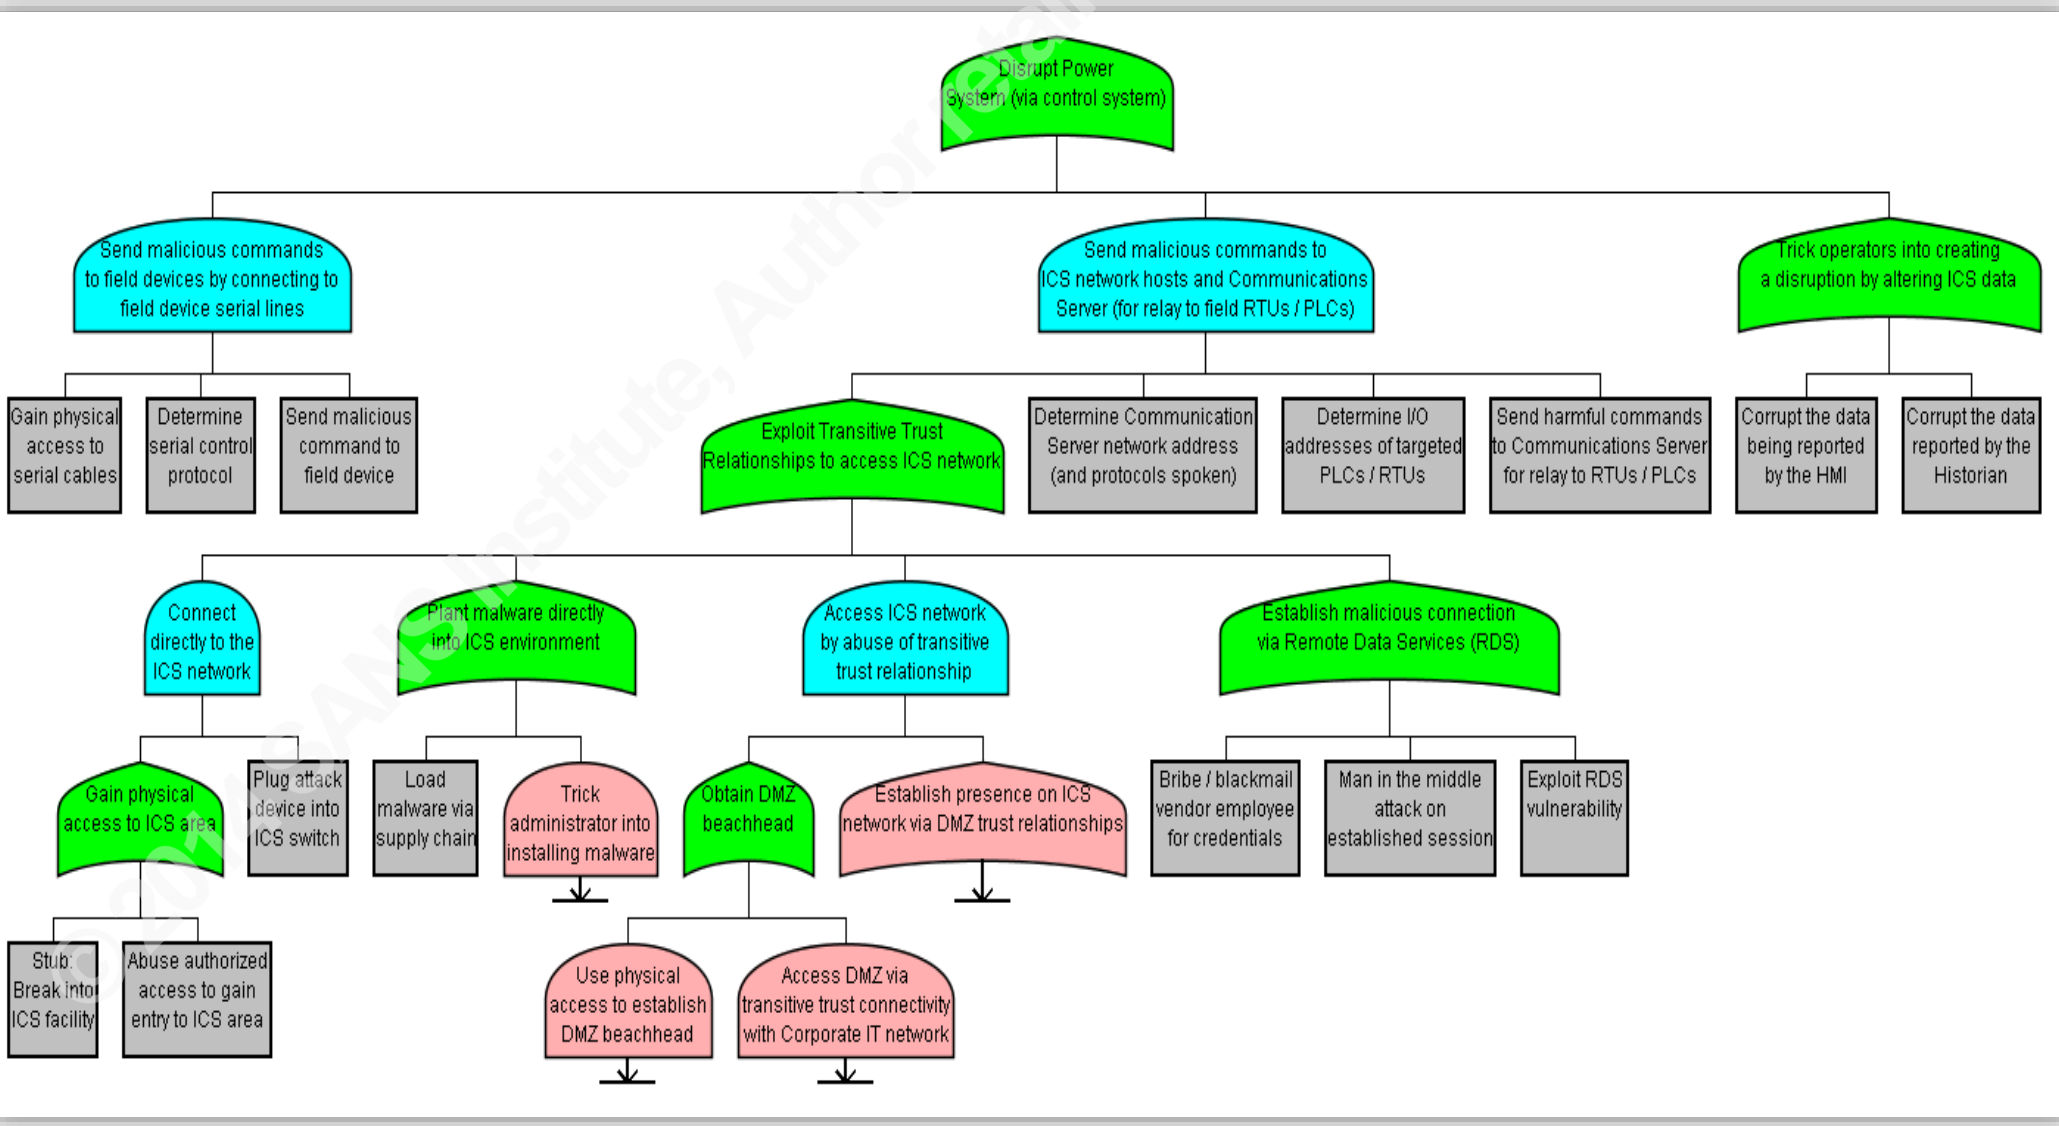 Disrupt Power
System (via control system)
Send malicious commands
to field devices by connecting to
field device serial lines
Send malicious commands to
ICS network hosts and Communications
Server (for relay to field RTUs / PLCs)
Trick operators into creating
a disruption by altering ICS data
Gain physical
access to
serial cables
Determine
serial control
protocol
Send malicious
command to
field device
Exploit Transitive Trust
Relationships to access ICS network
Determine Communication
Server network address
(and protocols spoken)
Determine I/O
addresses of targeted
PLCs / RTUs
Send harmful commands
to Communications Server
for relay to RTUs / PLCs
Corrupt the data
being reported
by the HMI
Corrupt the data
reported by the
Historian
Connect
directly to the
ICS network
Plant malware directly
into ICS environment
Access ICS network
by abuse of transitive
trust relationship
Establish malicious connection
via Remote Data Services (RDS)
Gain physical
access to ICS area
Plug attack
device into
ICS switch
Load
malware via
supply chain
Trick
administrator into
installing malware
Obtain DMZ
beachhead
Establish presence on ICS
network via DMZ trust relationships
Bribe / blackmail
vendor employee
for credentials
Man in the middle
attack on
established session
Exploit RDS
vulnerability
Stub:
Break into
ICS facility
Abuse authorized
access to gain
entry to ICS area
Use physical
access to establish
DMZ beachhead
Access DMZ via
transitive trust connectivity
with Corporate IT network
© 2014 SANS Institute, Author